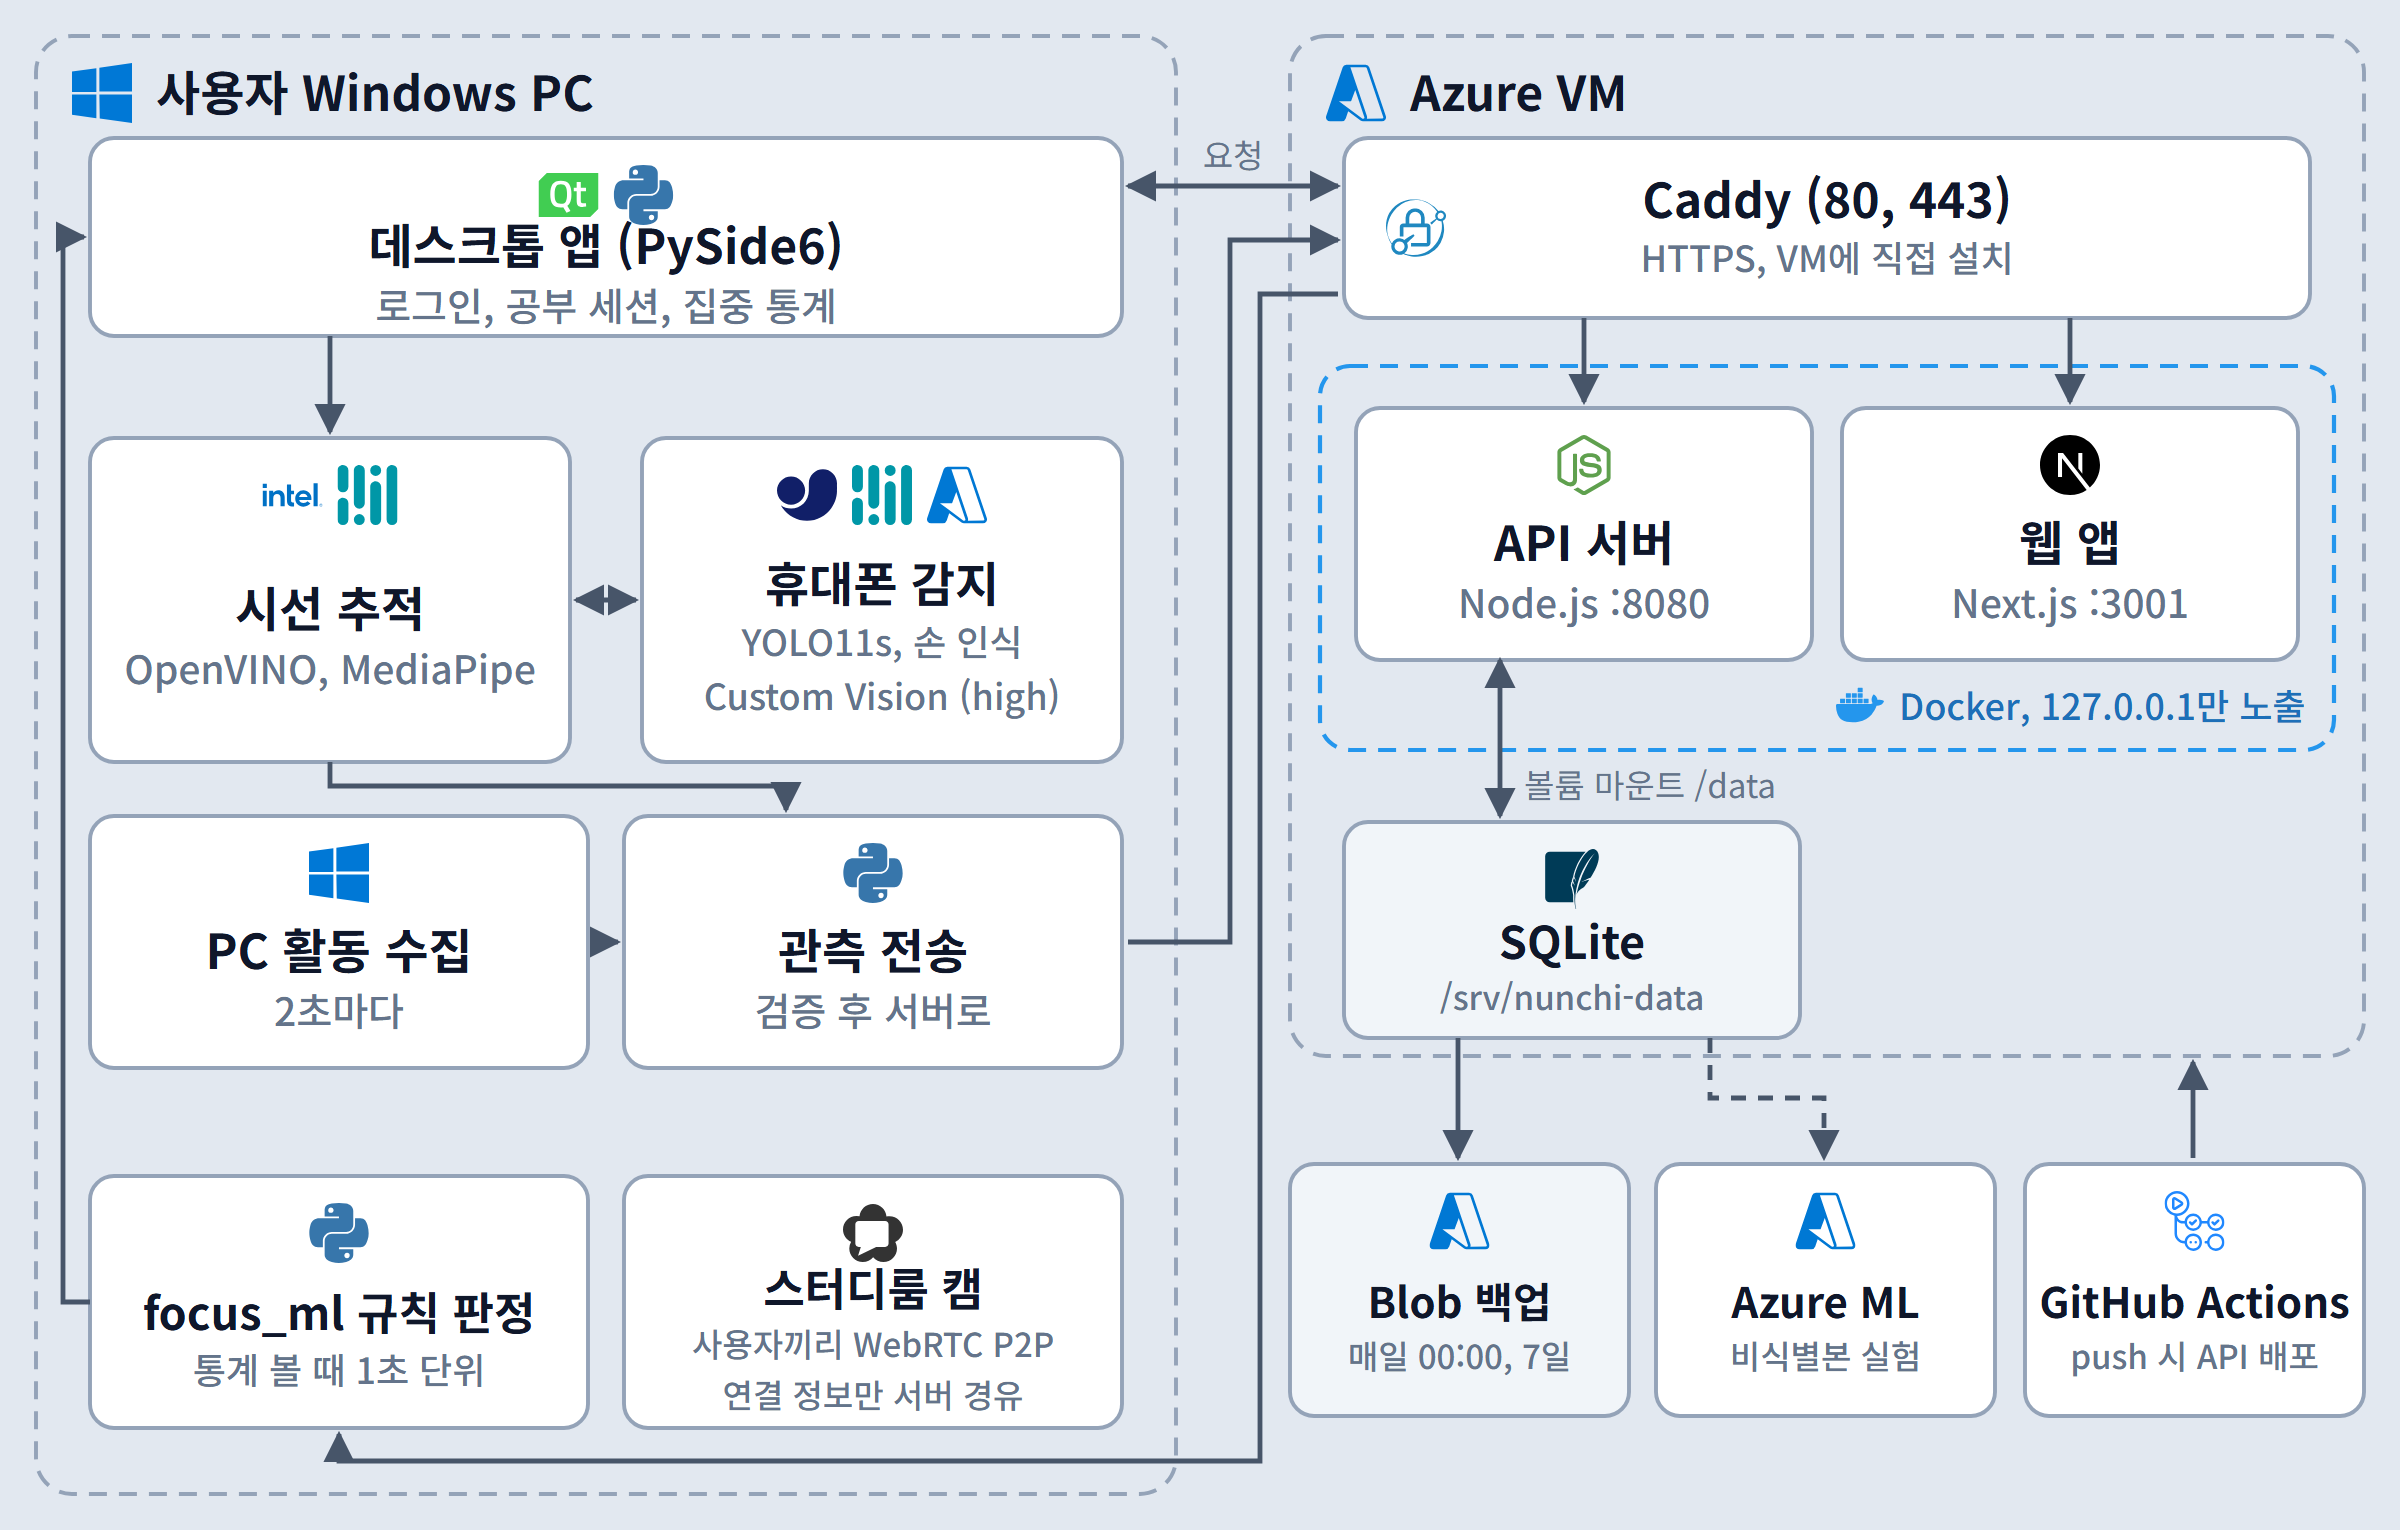 사용자 Windows PC
Qt
데스크톱 앱 (PySide6)
로그인, 공부 세션, 집중 통계
intel
시선 추적
OpenVINO, MediaPipe
휴대폰 감지
YOLO11s, 손 인식
Custom Vision (high)
PC 활동 수집
2초마다
관측 전송
검증 후 서버로
focus_ml 규칙 판정
통계 볼 때 1초 단위
스터디룸 캠
사용자끼리 WebRTC P2P
연결 정보만 서버 경유
요청
Azure VM
Caddy (80, 443)
HTTPS, VM에 직접 설치
JS
API 서버
Node.js :8080
N
웹 앱
Next.js :3001
Docker, 127.0.0.1만 노출
볼륨 마운트 /data
SQLite
/srv/nunchi-data
Blob 백업
매일 00:00, 7일
Azure ML
비식별본 실험
GitHub Actions
push 시 API 배포